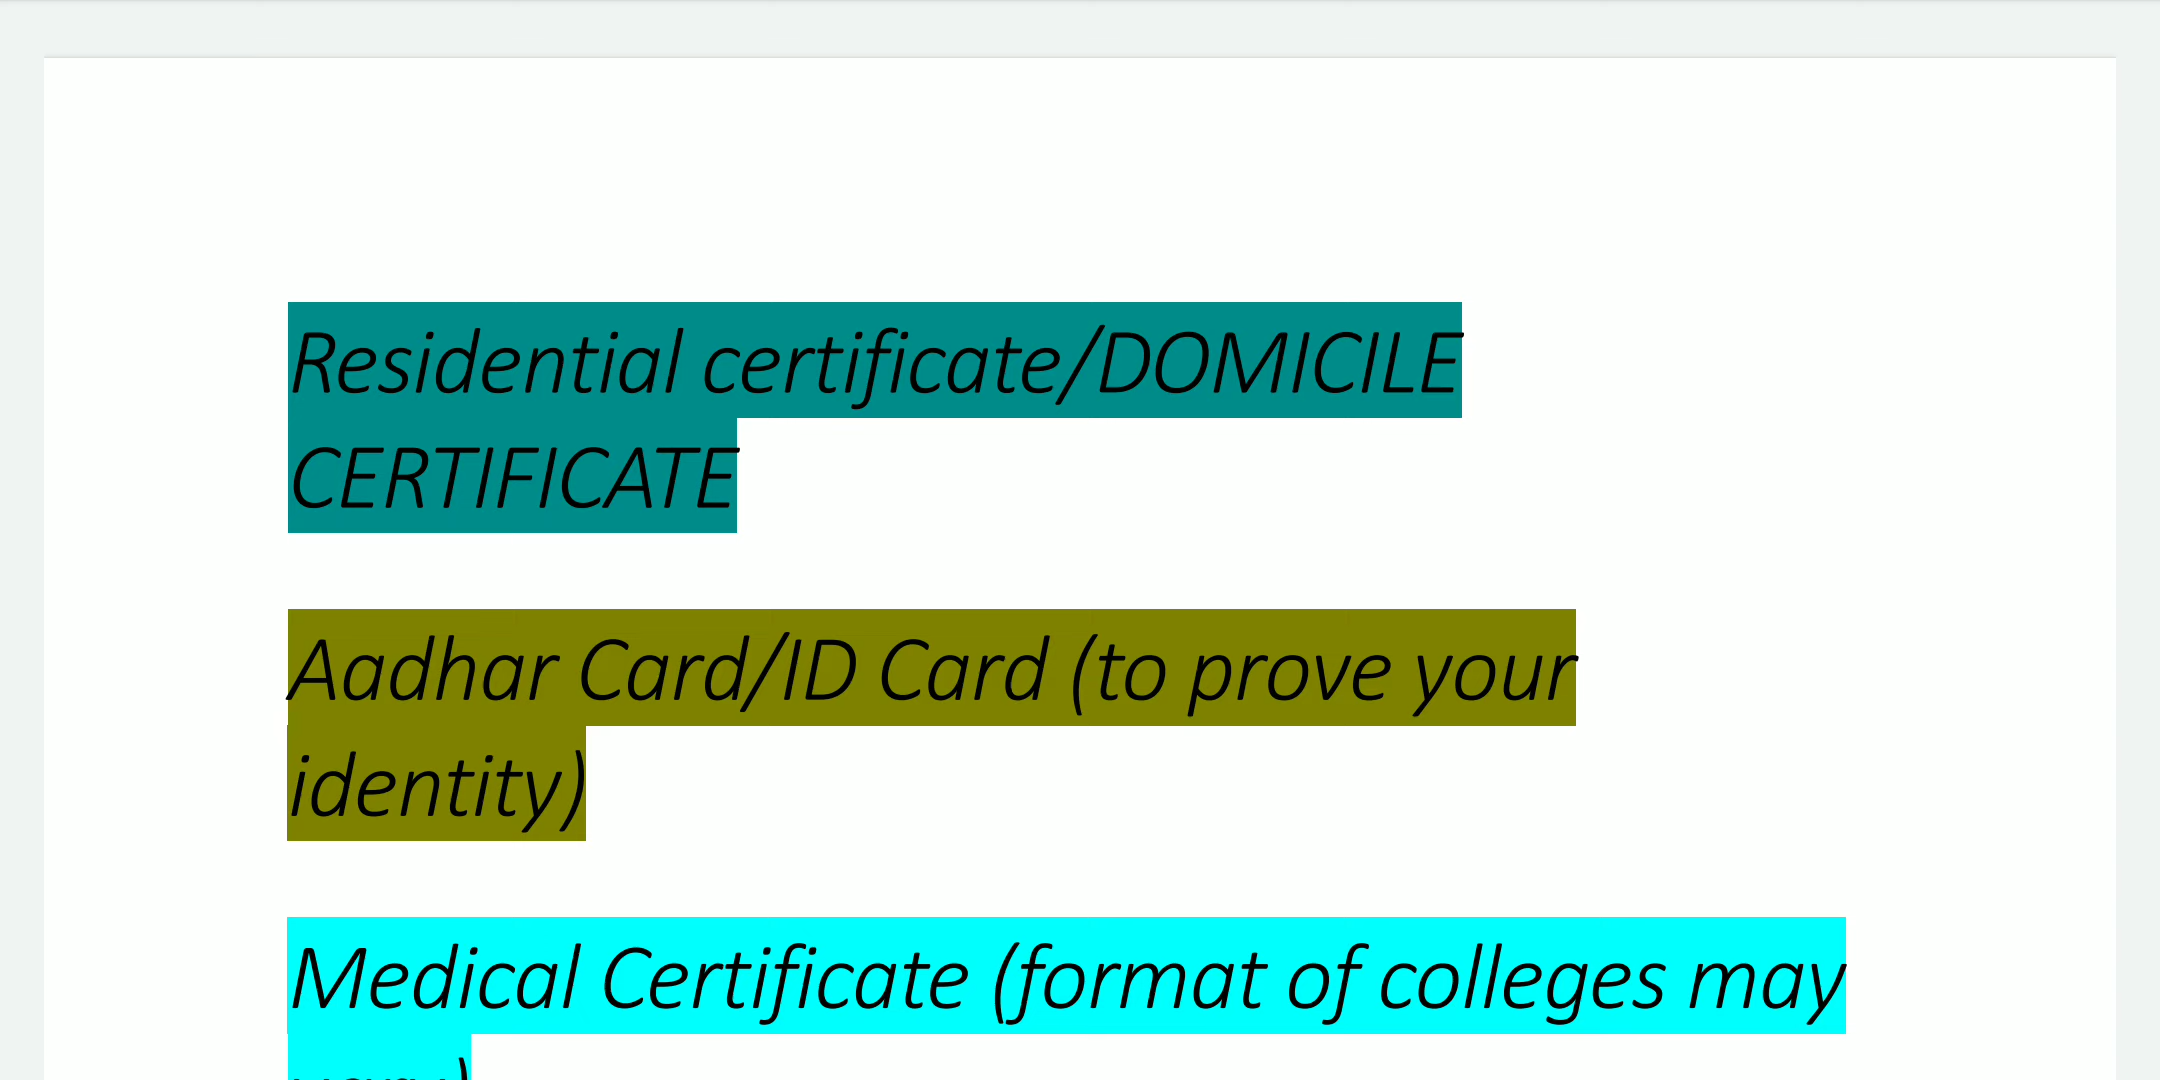 Residential certificate/DOMICILE
CERTIFICATE
Aadhar Card/ID Card (to prove your
identity)
Medical Certificate (format of colleges may